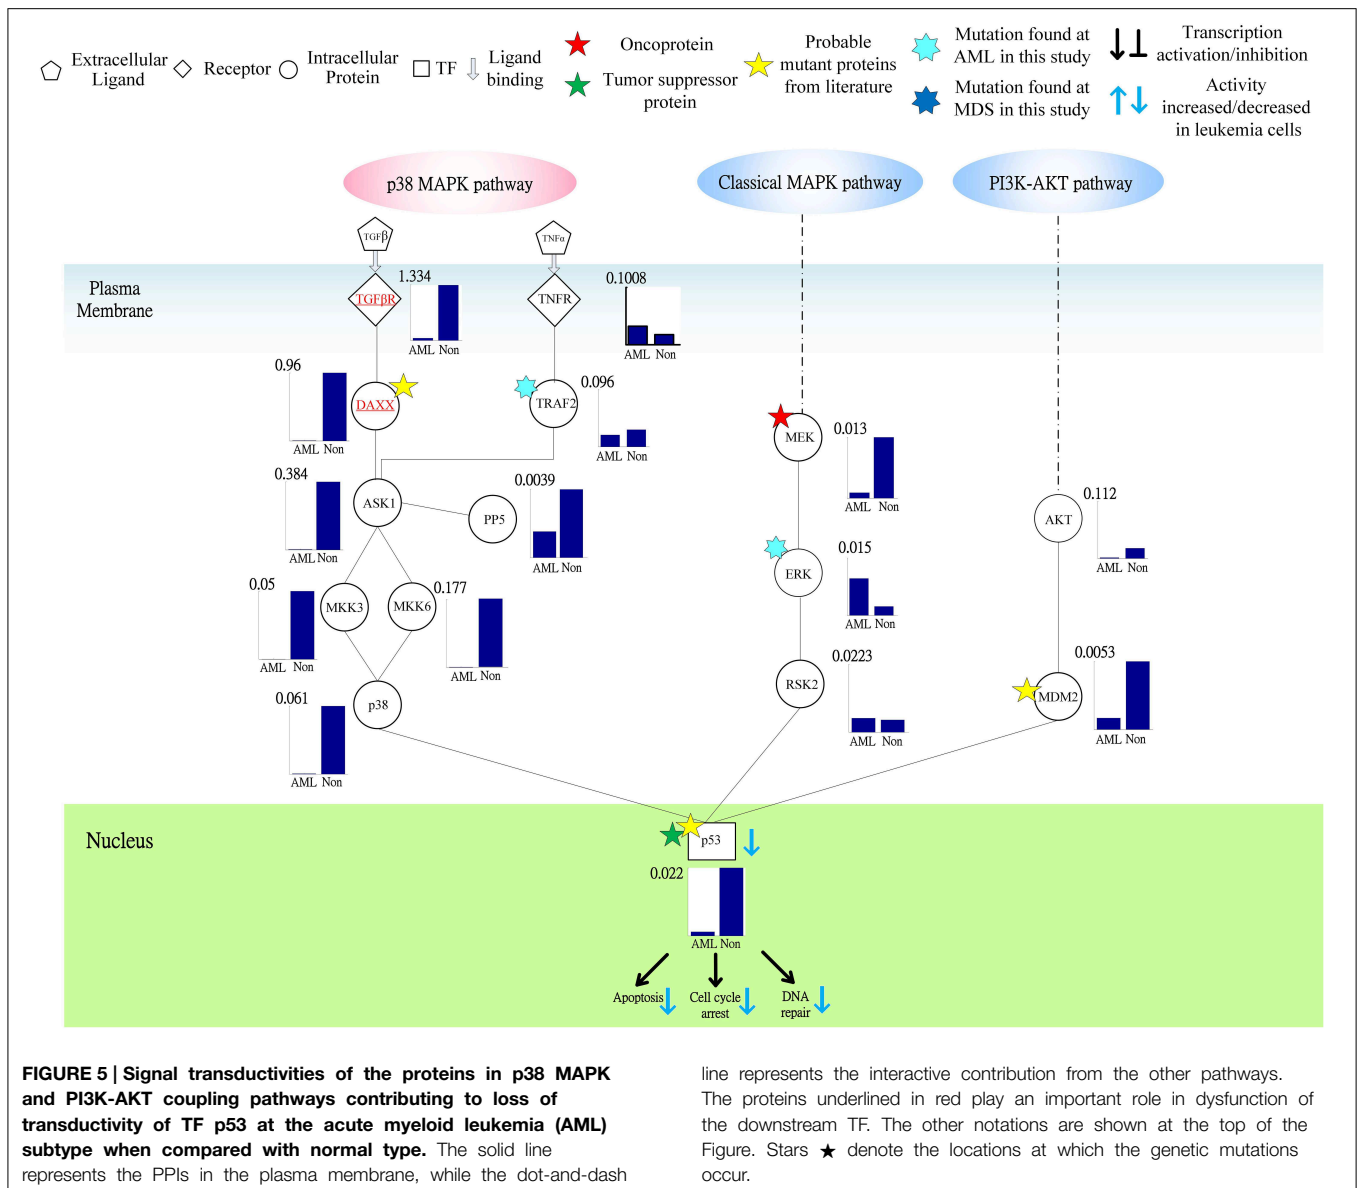 Extracellular
Ligand
Receptor
Intracellular
Protein
TF
Ligand
binding
Oncoprotein
Tumor suppressor
protein
Probable
mutant proteins
from literature
Mutation found at
AML in this study
Mutation found at
MDS in this study
Transcription
activation/inhibition
Activity
increased/decreased
in leukemia cells
p38 MAPK pathway
Classical MAPK pathway
PI3K-AKT pathway
Plasma
Membrane
TGFβ
TNFα
TGFβR
1.334
AML Non
TNFR
0.1008
AML Non
0.96
AML Non
DAXX
TRAF2
0.096
AML Non
MEK
0.013
AML Non
0.384
AML Non
ASK1
PP5
0.0039
AML Non
AKT
0.112
AML Non
ERK
0.015
AML Non
0.05
AML Non
MKK3
MKK6
0.177
AML Non
RSK2
0.0223
AML Non
MDM2
0.0053
AML Non
0.061
AML Non
p38
Nucleus
p53
0.022
AML Non
Apoptosis
Cell cycle
arrest
DNA
repair
FIGURE 5 | Signal transductivities of the proteins in p38 MAPK
and PI3K-AKT coupling pathways contributing to loss of
transductivity of TF p53 at the acute myeloid leukemia (AML)
subtype when compared with normal type. The solid line
represents the PPIs in the plasma membrane, while the dot-and-dash
line represents the interactive contribution from the other pathways.
The proteins underlined in red play an important role in dysfunction of
the downstream TF. The other notations are shown at the top of the
Figure. Stars ★ denote the locations at which the genetic mutations
occur.